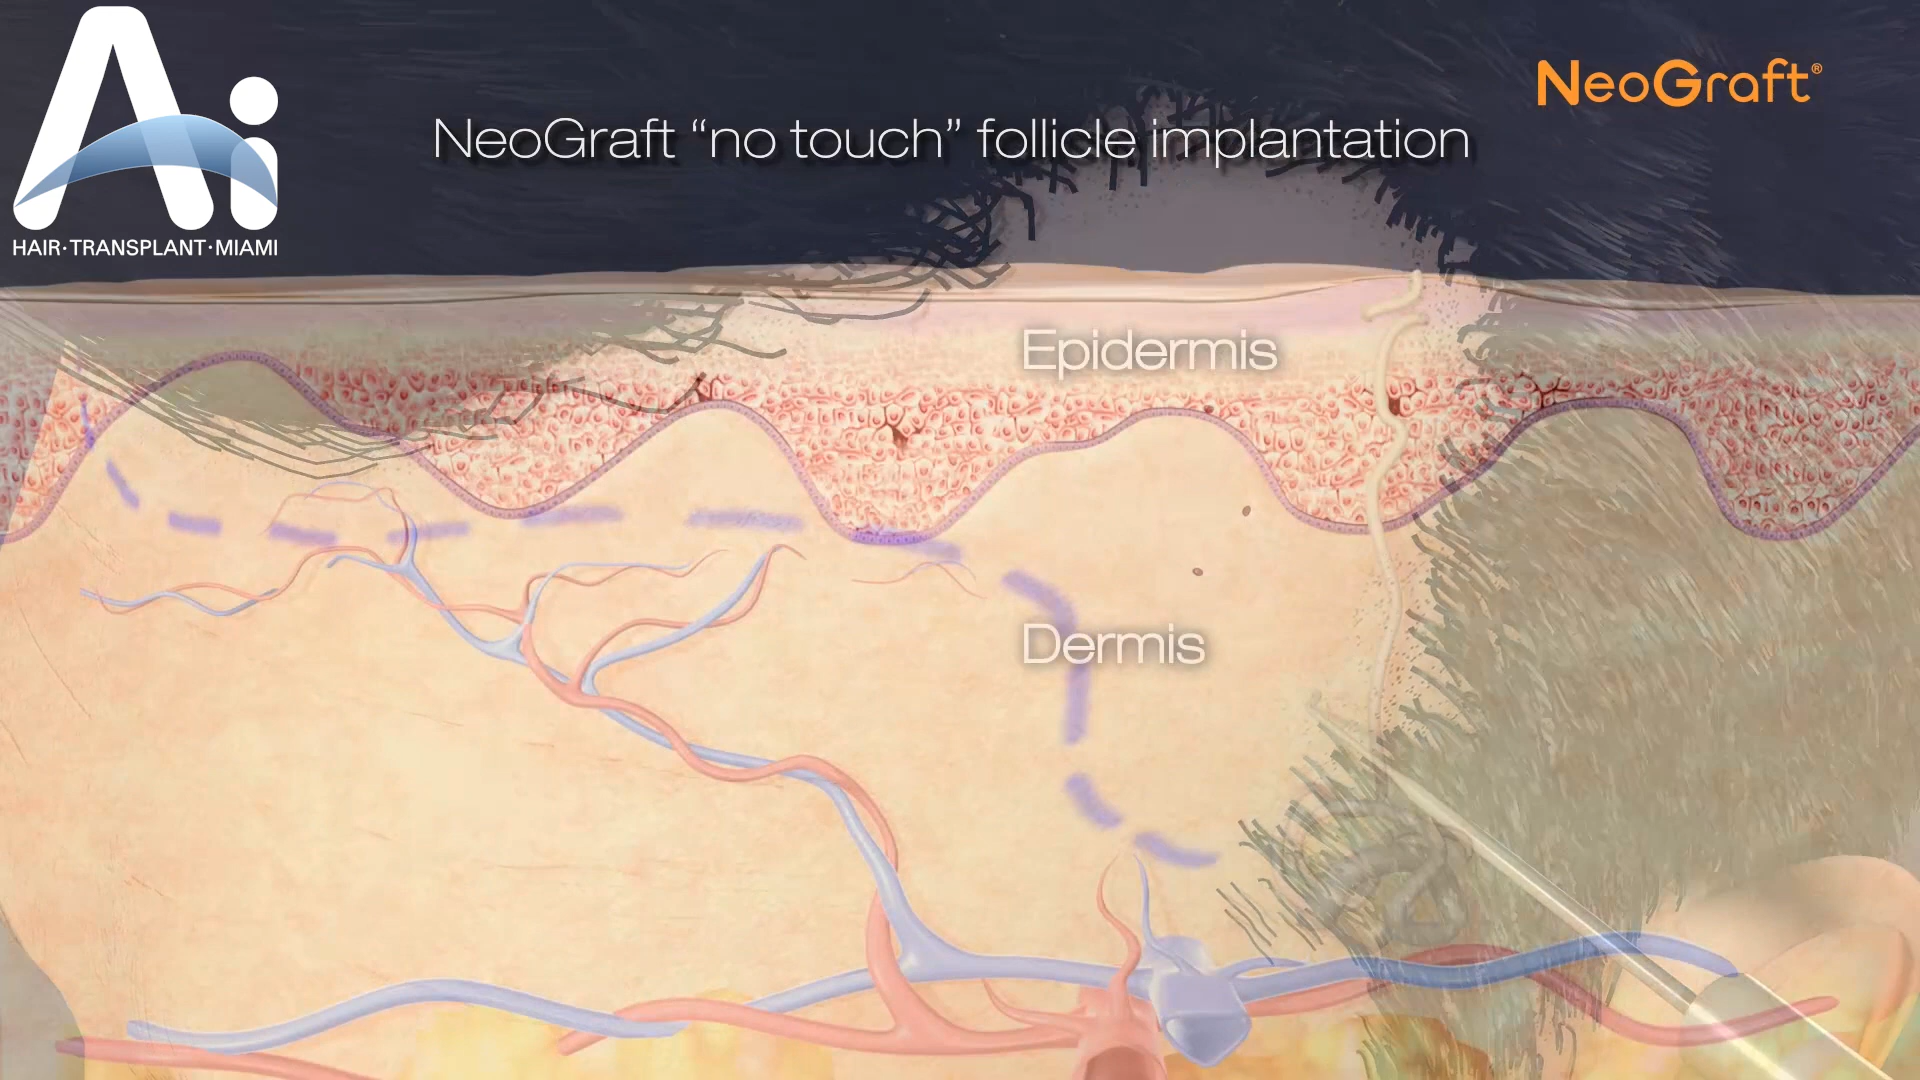 Ai
HAIR·TRANSPLANT·MIAMI
NeoGraft®
NeoGraft “no touch” follicle implantation
Epidermis
Dermis